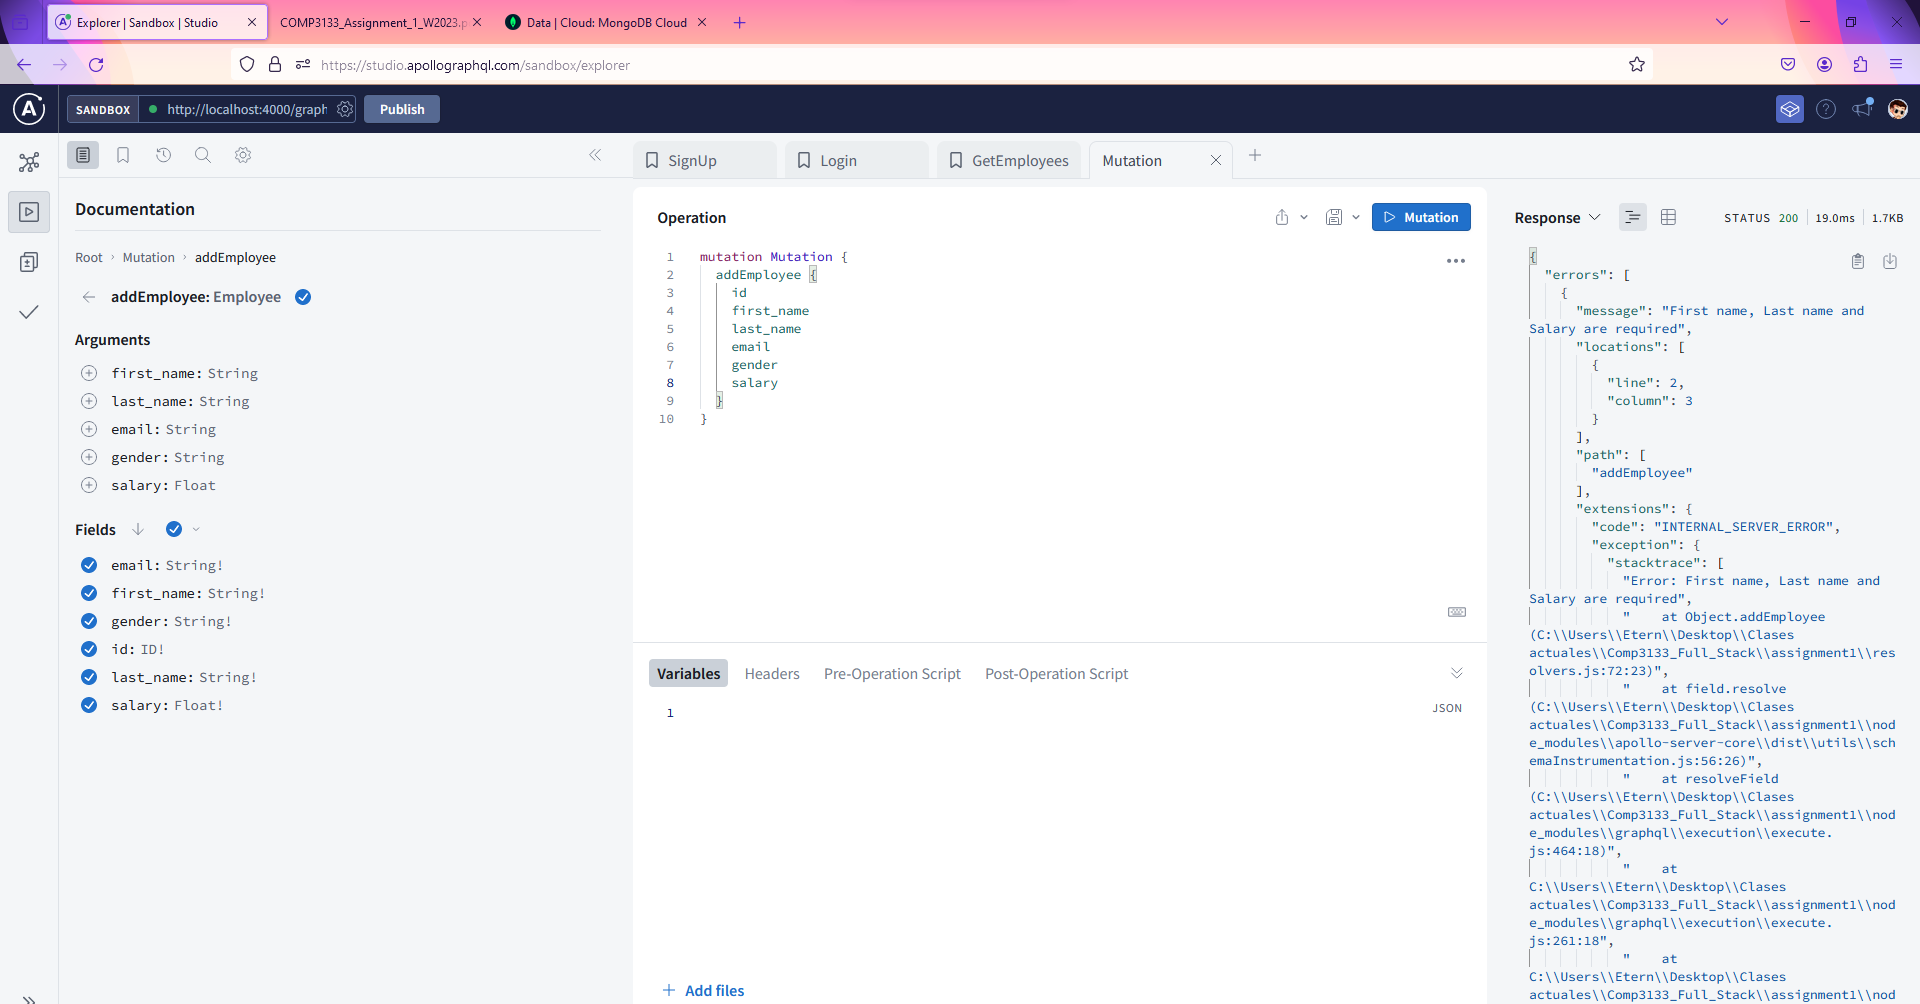 Explorer | Sandbox | Studio
COMP3133_Assignment_1_W2023.p
Data | Cloud: MongoDB Cloud
https://studio.apollographql.com/sandbox/explorer
A
SANDBOX
http://localhost:4000/graph
Publish
?
SignUp
Login
GetEmployees
Mutation
Documentation
Root › Mutation › addEmployee
addEmployee: Employee
Arguments
first_name: String
last_name: String
email: String
gender: String
salary: Float
Fields
email: String!
first_name: String!
gender: String!
id: ID!
last_name: String!
salary: Float!
Operation
Mutation
1 mutation Mutation {
2 addEmployee {
3 id
4 first_name
5 last_name
6 email
7 gender
8 salary
9 }
10 }
Variables
Headers
Pre-Operation Script
Post-Operation Script
1
JSON
Add files
Response
STATUS 200
19.0ms
1.7KB
{
"errors": [
{
"message": "First name, Last name and
Salary are required",
"locations": [
{
"line": 2,
"column": 3
}
],
"path": [
"addEmployee"
],
"extensions": {
"code": "INTERNAL_SERVER_ERROR",
"exception": {
"stacktrace": [
"Error: First name, Last name and
Salary are required",
"    at Object.addEmployee
(C:\\Users\\Etern\\Desktop\\Clases
actuales\\Comp3133_Full_Stack\\assignment1\\res
olvers.js:72:23)",
"    at field.resolve
(C:\\Users\\Etern\\Desktop\\Clases
actuales\\Comp3133_Full_Stack\\assignment1\\nod
e_modules\\apollo-server-core\\dist\\utils\\sch
emaInstrumentation.js:56:26)",
"    at resolveField
(C:\\Users\\Etern\\Desktop\\Clases
actuales\\Comp3133_Full_Stack\\assignment1\\nod
e_modules\\graphql\\execution\\execute.
js:464:18)",
"    at
C:\\Users\\Etern\\Desktop\\Clases
actuales\\Comp3133_Full_Stack\\assignment1\\nod
e_modules\\graphql\\execution\\execute.
js:261:18",
"    at
C:\\Users\\Etern\\Desktop\\Clases
actuales\\Comp3133_Full_Stack\\assignment1\\nod